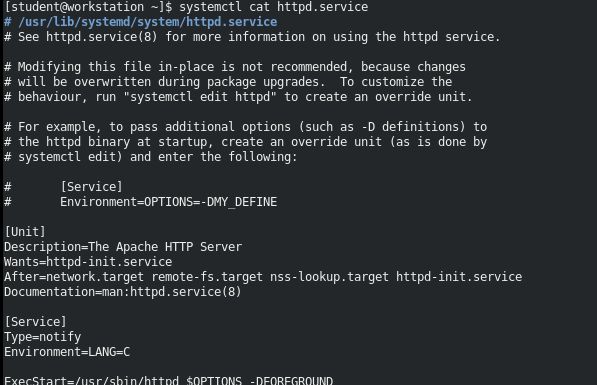 [student@workstation ~]$ systemctl cat httpd.service
# /usr/lib/systemd/system/httpd.service
# See httpd.service(8) for more information on using the httpd service.
# Modifying this file in-place is not recommended, because changes
# will be overwritten during package upgrades.  To customize the
# behaviour, run "systemctl edit httpd" to create an override unit.
# For example, to pass additional options (such as -D definitions) to
# the httpd binary at startup, create an override unit (as is done by
# systemctl edit) and enter the following:
#       [Service]
#       Environment=OPTIONS=-DMY_DEFINE
[Unit]
Description=The Apache HTTP Server
Wants=httpd-init.service
After=network.target remote-fs.target nss-lookup.target httpd-init.service
Documentation=man:httpd.service(8)
[Service]
Type=notify
Environment=LANG=C
ExecStart=/usr/sbin/httpd $OPTIONS -DFOREGROUND